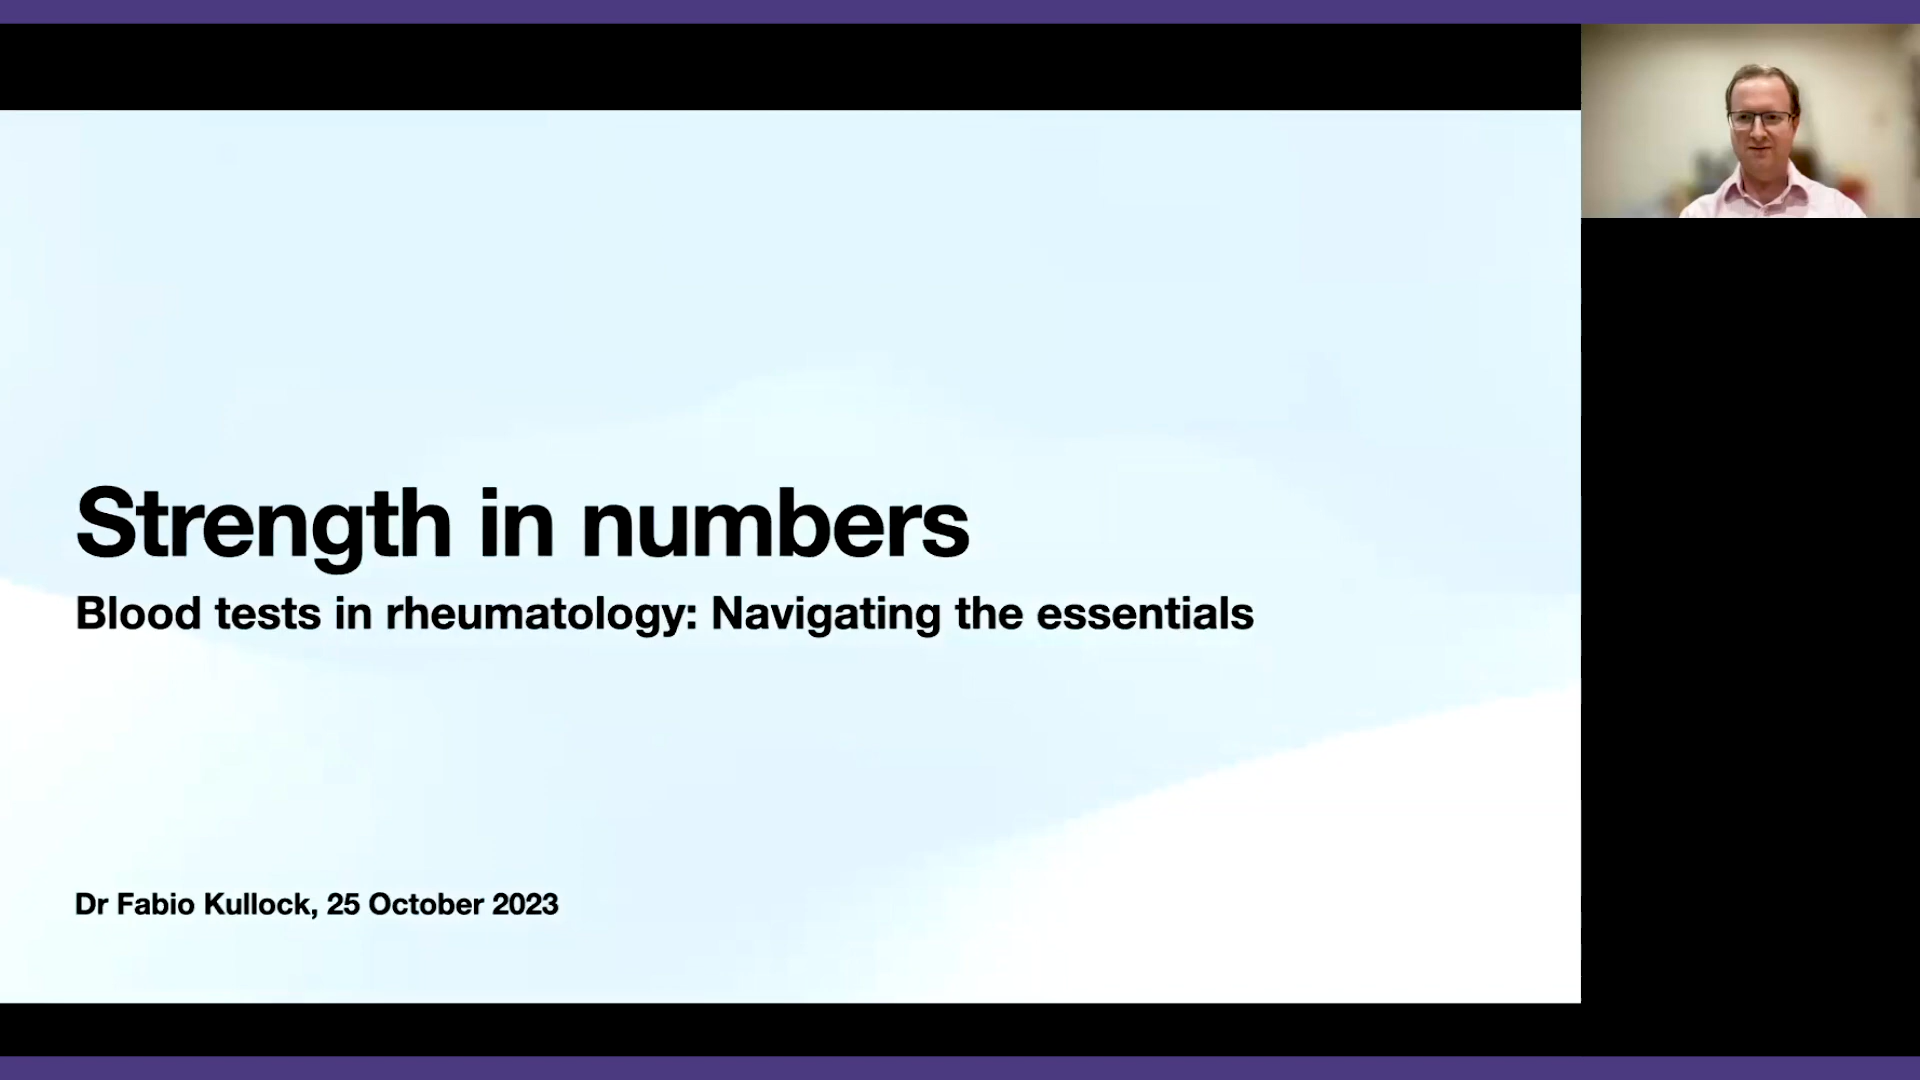 Strength in numbers
Blood tests in rheumatology: Navigating the essentials
Dr Fabio Kullock, 25 October 2023